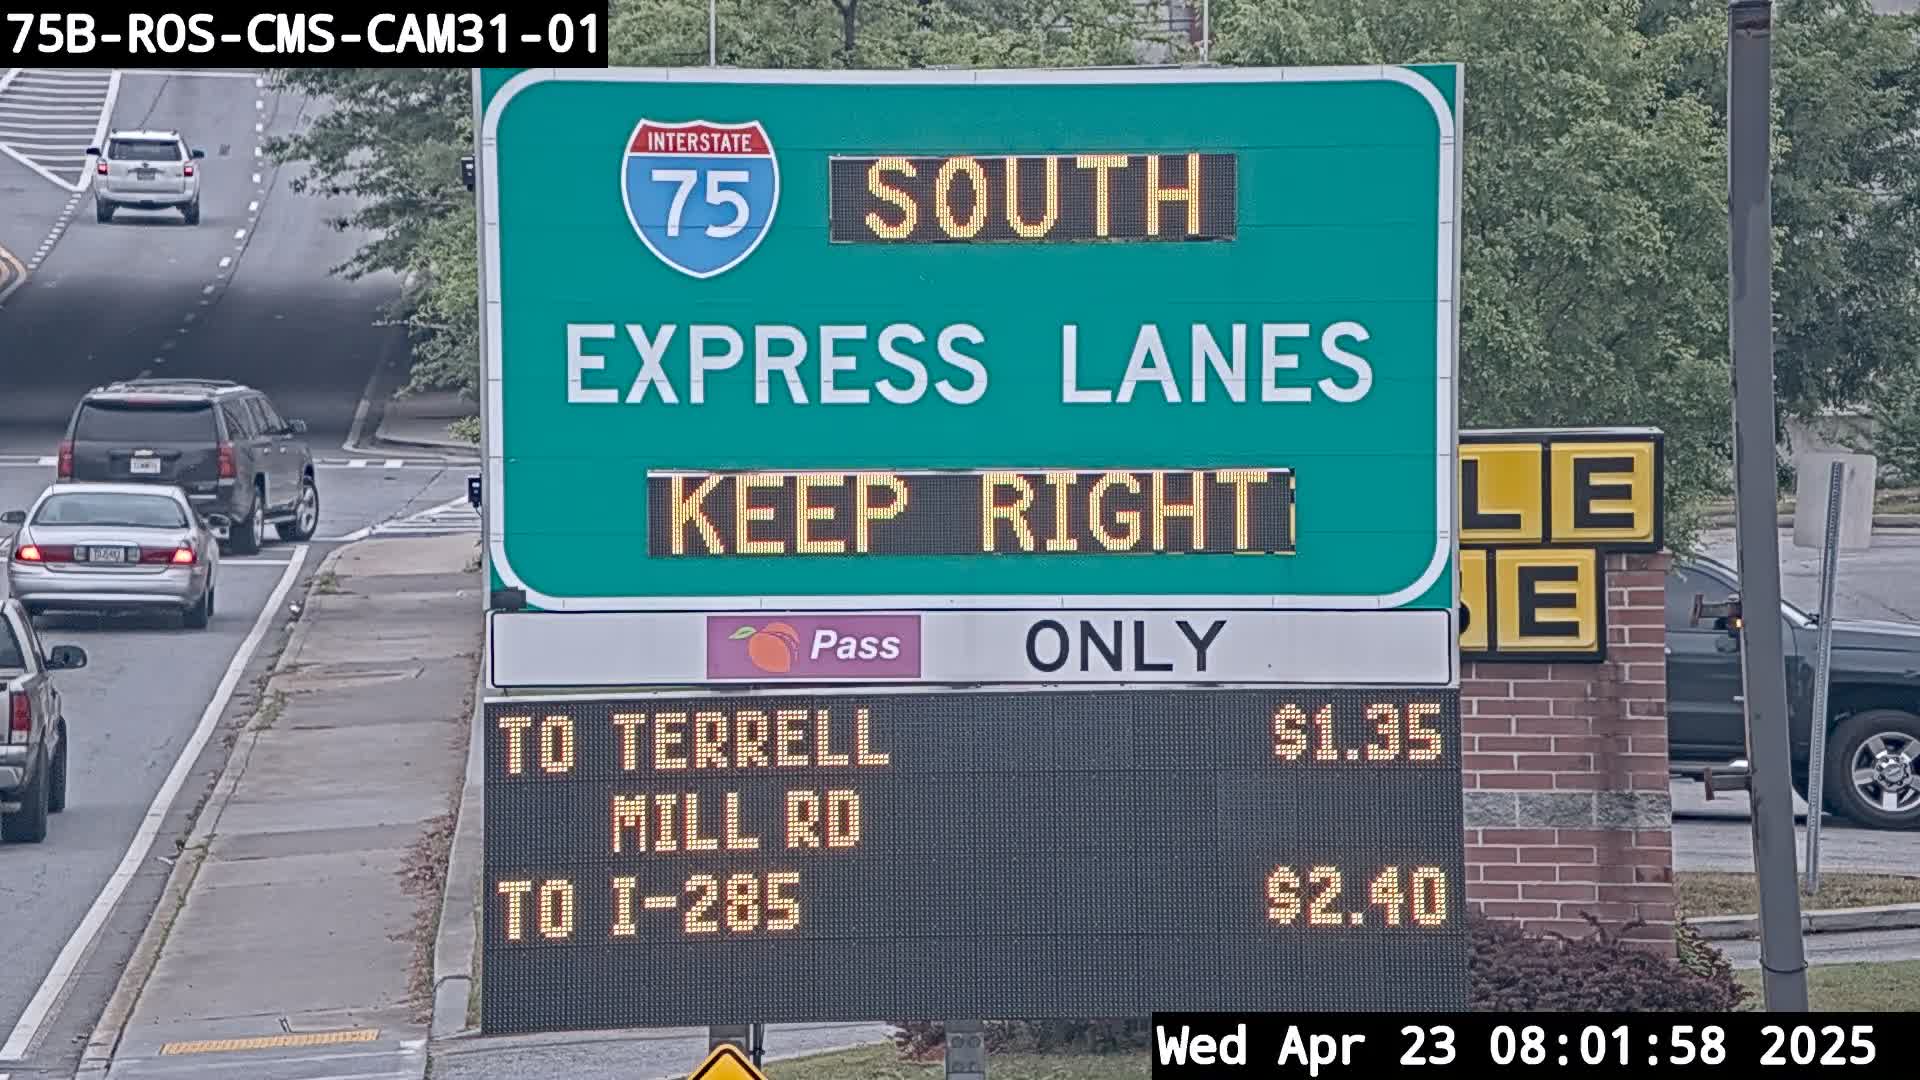 75B-ROS-CMS-CAM31-01
INTERSTATE
75
SOUTH
EXPRESS LANES
KEEP RIGHT
Pass ONLY
TO TERRELL $1.35
MILL RD
TO I-285 $2.40
LE
E
Wed Apr 23 08:01:58 2025